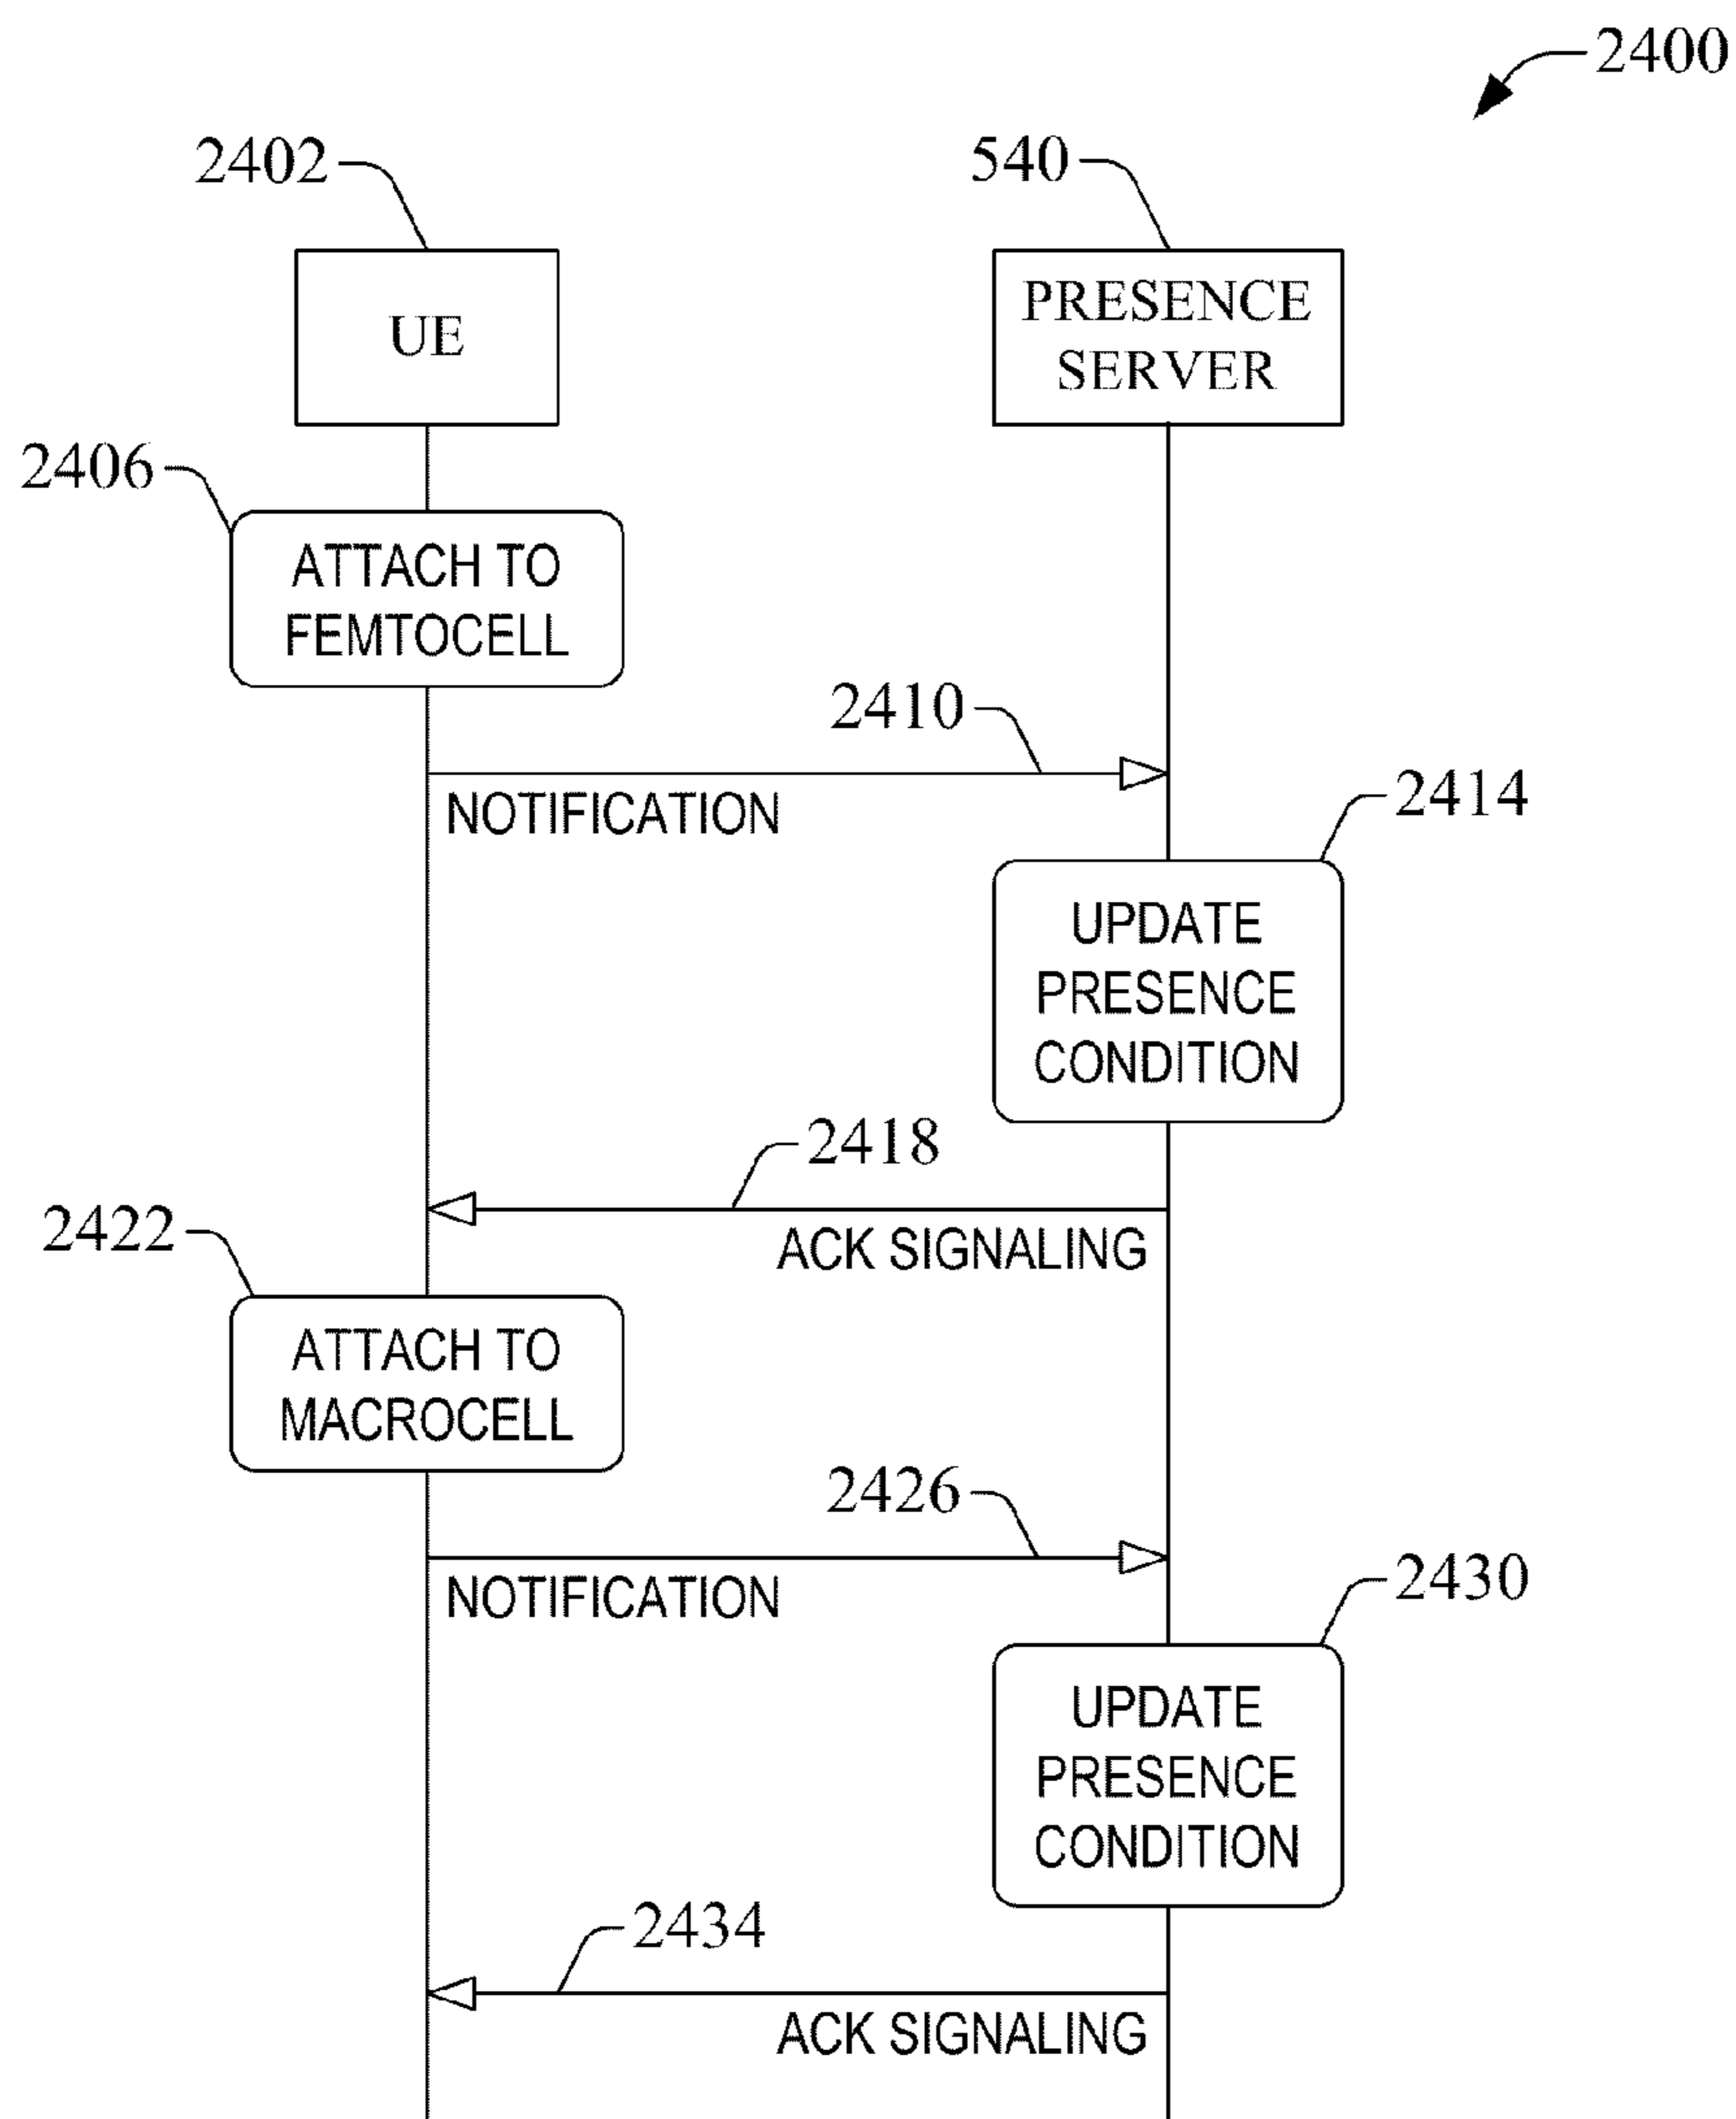 2400
2402
540
UE
PRESENCE
SERVER
2406
ATTACH TO
FEMTOCELL
2410
NOTIFICATION
2414
UPDATE
PRESENCE
CONDITION
2418
ACK SIGNALING
2422
ATTACH TO
MACROCELL
2426
NOTIFICATION
2430
UPDATE
PRESENCE
CONDITION
2434
ACK SIGNALING